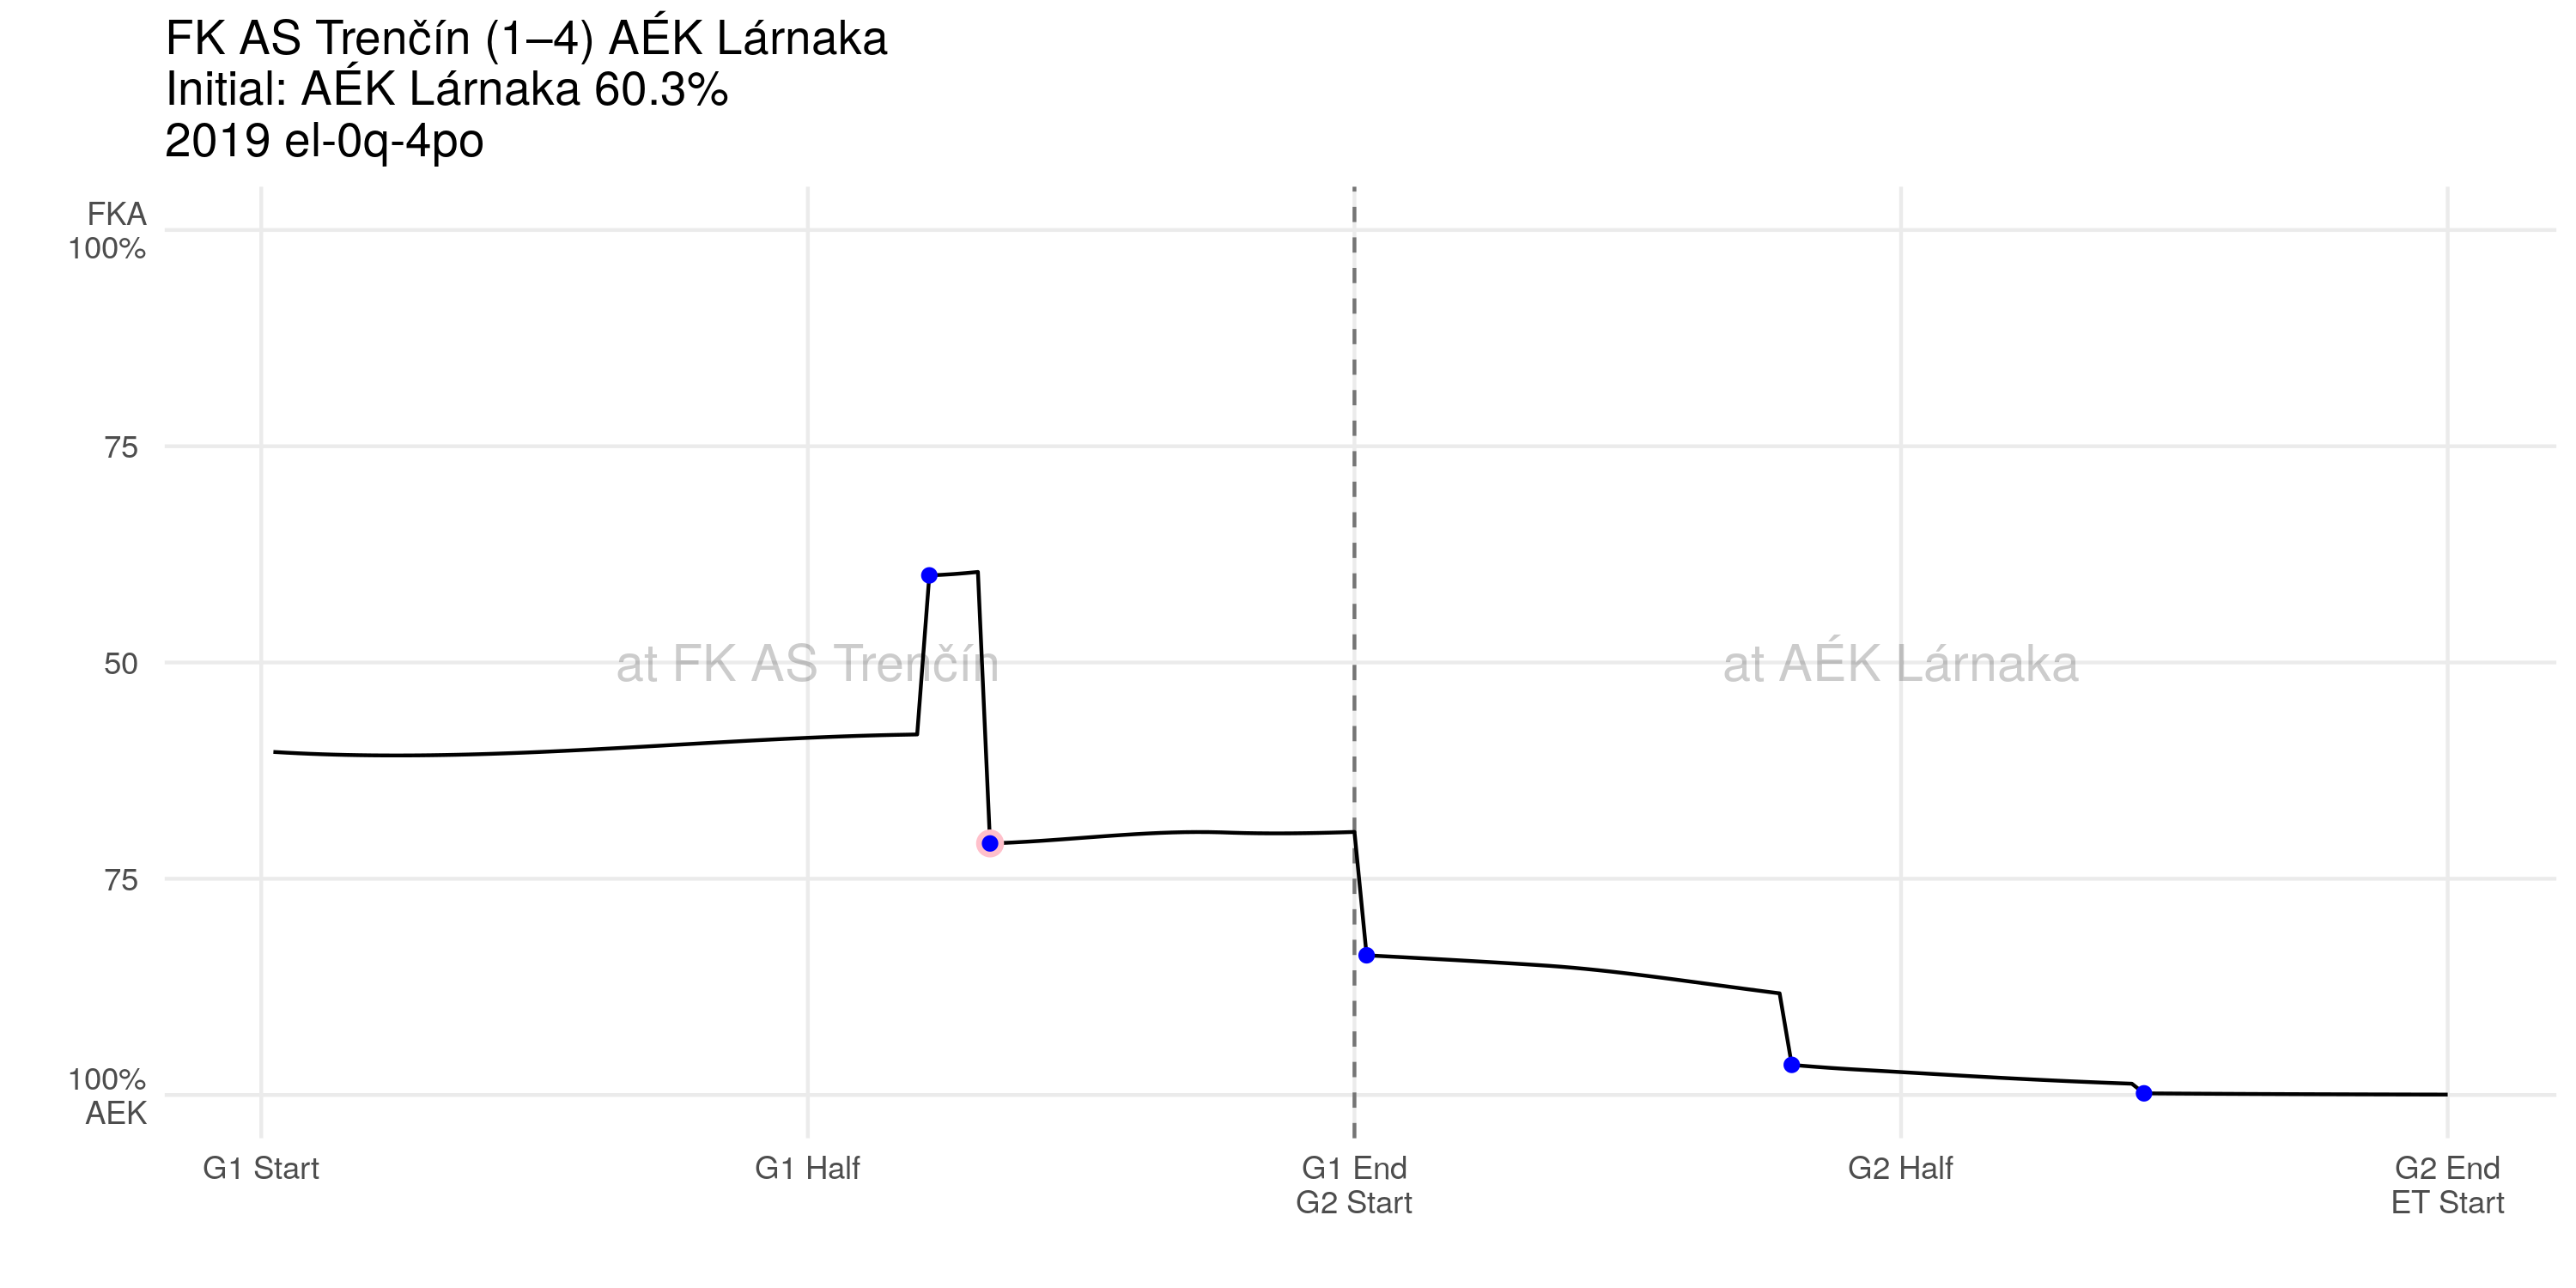 FK AS Trenčín (1–4) AÉK Lárnaka
Initial: AÉK Lárnaka 60.3%
2019 el-0q-4po
FKA
100%
75
50
75
100%
AEK
at FK AS Trenčín
at AÉK Lárnaka
G1 Start
G1 Half
G1 End
G2 Start
G2 Half
G2 End
ET Start